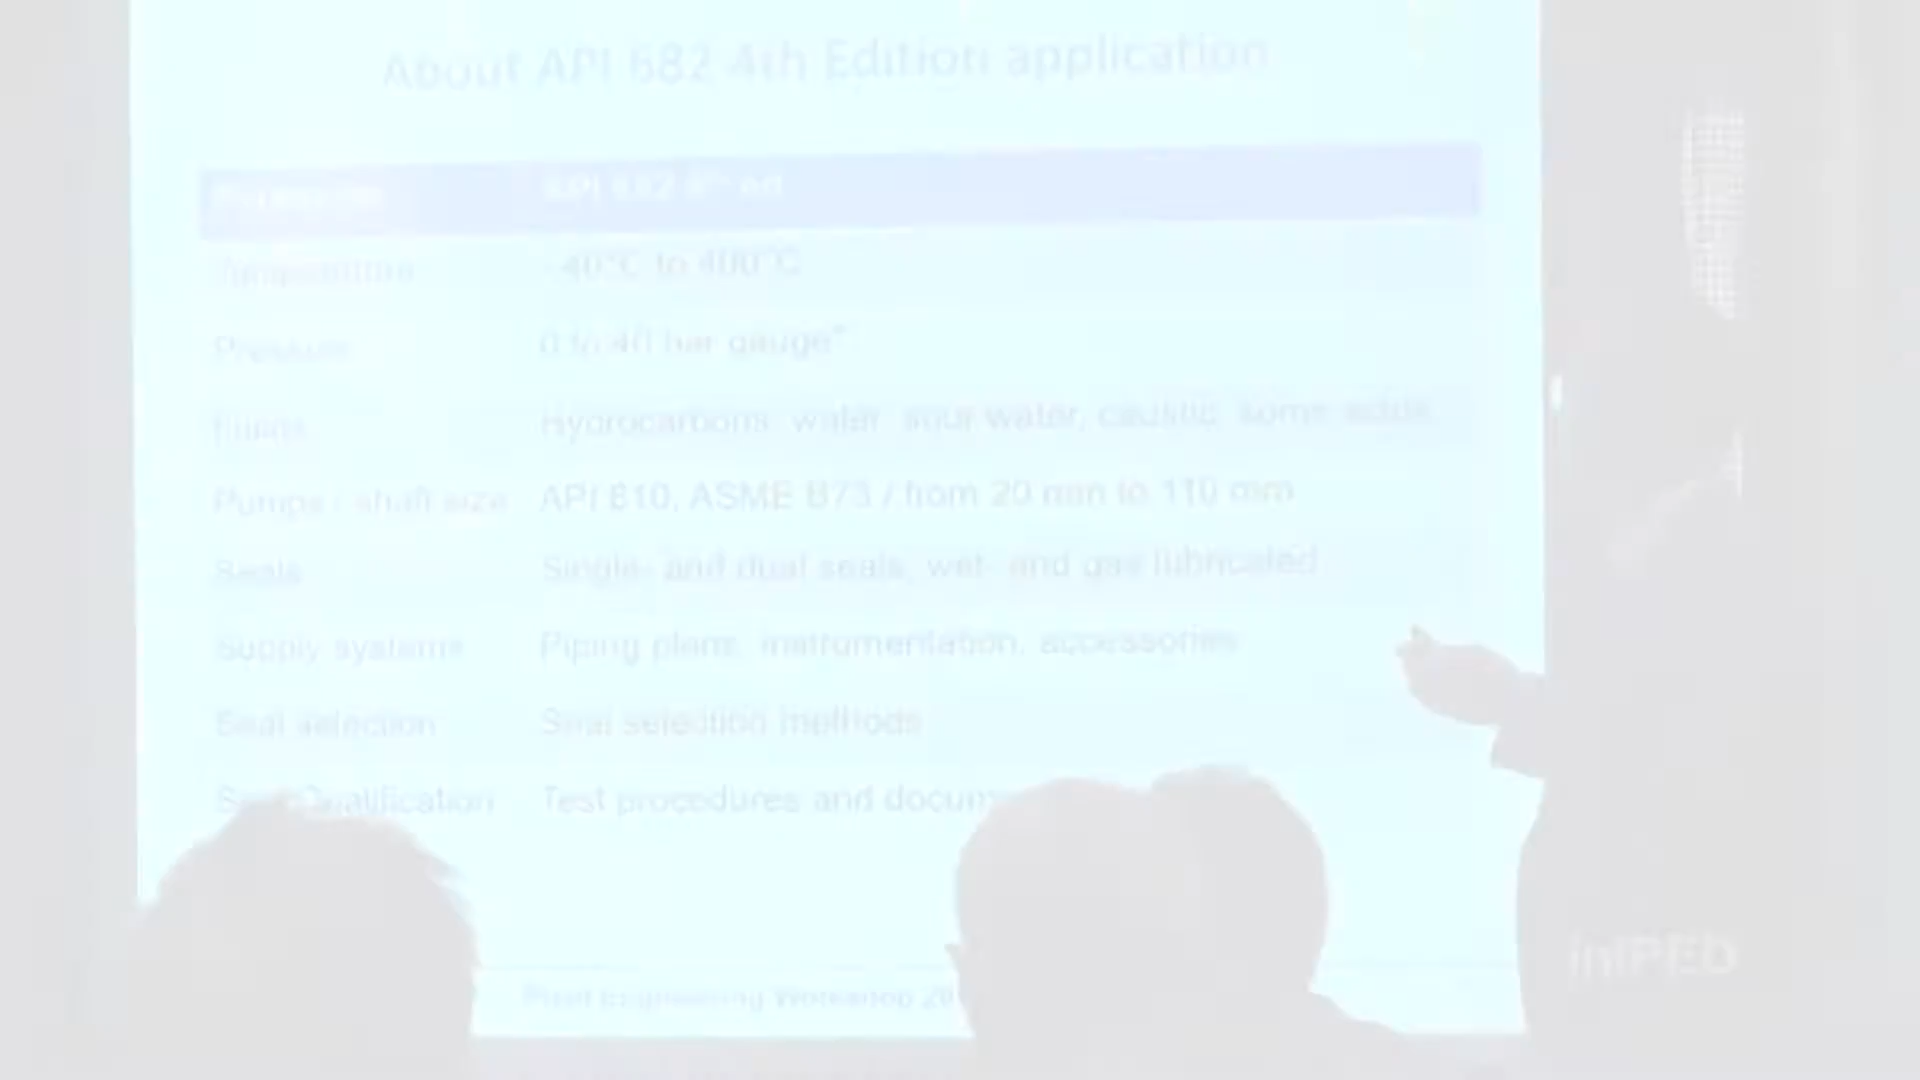 About API 682 4th Edition application
API 682 4th ed
Temperature -40°C to 400°C
Pressure 0 to 40 bar gauge*
Fluids Hydrocarbons, water, sour water, caustic, some acids
Pumps / shaft size API 610, ASME B73 / from 20 mm to 110 mm
Seals Single- and dual seals, wet- and gas lubricated
Supply systems Piping plans, instrumentation, accessories
Seal selection Seal selection methods
Seal Qualification Test procedures and docum
Engineering Workshop 20
inIPED